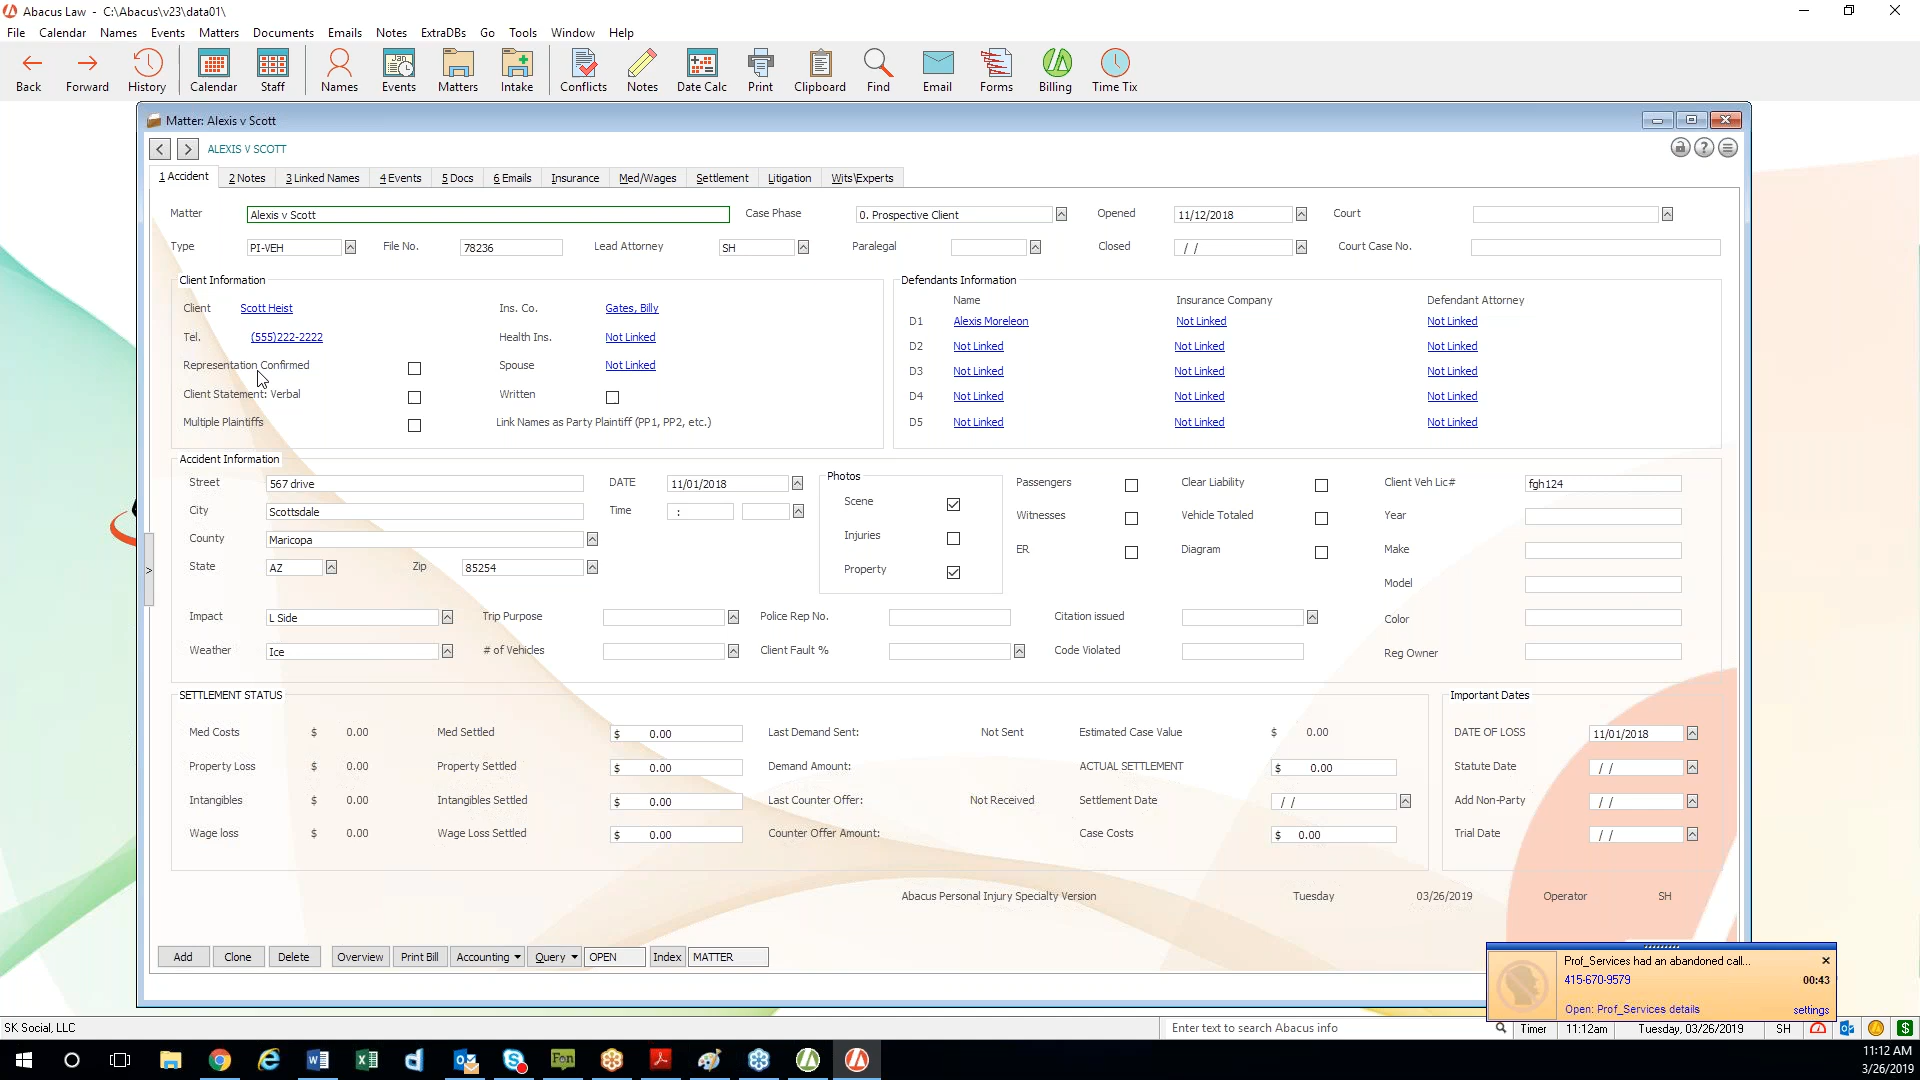 Abacus Law - C:\Abacus\v23\data01\
File Calendar Names Events Matters Documents Emails Notes ExtraDBs Go Tools Window Help
Back Forward History Calendar Staff Names Events Matters Intake Conflicts Notes Date Calc Print Clipboard Find Email Forms Billing Time Tix
Matter: Alexis v Scott
ALEXIS V SCOTT
1 Accident 2 Notes 3 Linked Names 4 Events 5 Docs 6 Emails Insurance Med/Wages Settlement Litigation Wits\Experts
Matter Alexis v Scott Case Phase 0. Prospective Client Opened 11/12/2018 Court
Type PI-VEH File No. 78236 Lead Attorney SH Paralegal Closed / / Court Case No.
Client Information
Client Scott Heist Ins. Co. Gates, Billy
Tel. (555)222-2222 Health Ins. Not Linked
Representation Confirmed Spouse Not Linked
Client Statement: Verbal Written
Multiple Plaintiffs Link Names as Party Plaintiff (PP1, PP2, etc.)
Defendants Information
Name Insurance Company Defendant Attorney
D1 Alexis Moreleon Not Linked Not Linked
D2 Not Linked Not Linked Not Linked
D3 Not Linked Not Linked Not Linked
D4 Not Linked Not Linked Not Linked
D5 Not Linked Not Linked Not Linked
Accident Information
Street 567 drive DATE 11/01/2018
City Scottsdale Time :
County Maricopa
State AZ Zip 85254
Photos
Scene
Injuries
Property
Passengers Clear Liability Client Veh Lic# fgh124
Witnesses Vehicle Totaled Year
ER Diagram Make
Model
Impact L Side Trip Purpose Police Rep No. Citation issued Color
Weather Ice # of Vehicles Client Fault % Code Violated Reg Owner
SETTLEMENT STATUS
Med Costs $ 0.00 Med Settled $ 0.00 Last Demand Sent: Not Sent Estimated Case Value $ 0.00
Property Loss $ 0.00 Property Settled $ 0.00 Demand Amount: ACTUAL SETTLEMENT $ 0.00
Intangibles $ 0.00 Intangibles Settled $ 0.00 Last Counter Offer: Not Received Settlement Date / /
Wage loss $ 0.00 Wage Loss Settled $ 0.00 Counter Offer Amount: Case Costs $ 0.00
Important Dates
DATE OF LOSS 11/01/2018
Statute Date / /
Add Non-Party / /
Trial Date / /
Abacus Personal Injury Specialty Version Tuesday 03/26/2019 Operator SH
Add Clone Delete Overview Print Bill Accounting Query OPEN Index MATTER
Prof_Services had an abandoned call...
415-670-9579 00:43
Open: Prof_Services details settings
SK Social, LLC Enter text to search Abacus info Timer 11:12am Tuesday, 03/26/2019 SH
Fon
11:12 AM
3/26/2019